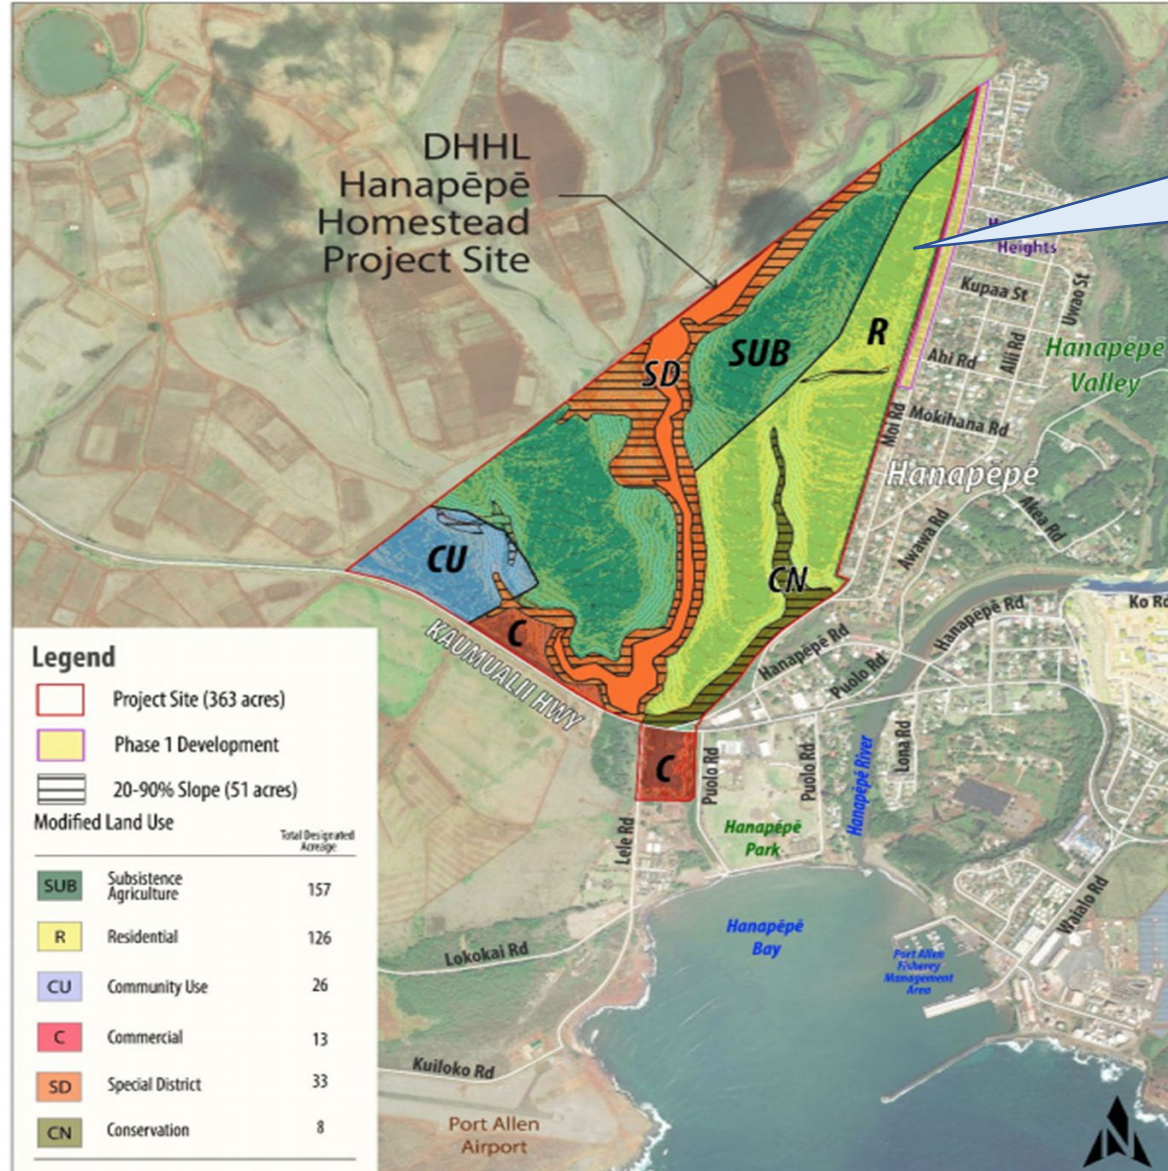 DHHL
Hanapēpē
Homestead
Project Site
Heights
Kupaa St
Uwao St
Hanapēpē
Valley
SUB
R
Ahi Rd
Alii Rd
SD
Moi Rd
Mokihana Rd
Hanapēpē
Akea Rd
Awawa Rd
CU
CN
Ko Rd
C
KAUMUALII HWY
Hanapēpē Rd
Hanapēpē Rd
Puolo Rd
C
Puolo Rd
Puolo Rd
Hanapēpē River
Lona Rd
Lele Rd
Hanapēpē
Park
Waialo Rd
Hanapēpē
Bay
Lokokai Rd
Port Allen
Fisherey
Management
Area
Kuiloko Rd
Port Allen
Airport
N
Legend
Project Site (363 acres)
Phase 1 Development
20-90% Slope (51 acres)
Modified Land Use
Total Designated
Acreage
SUB Subsistence
Agriculture 157
R Residential 126
CU Community Use 26
C Commercial 13
SD Special District 33
CN Conservation 8